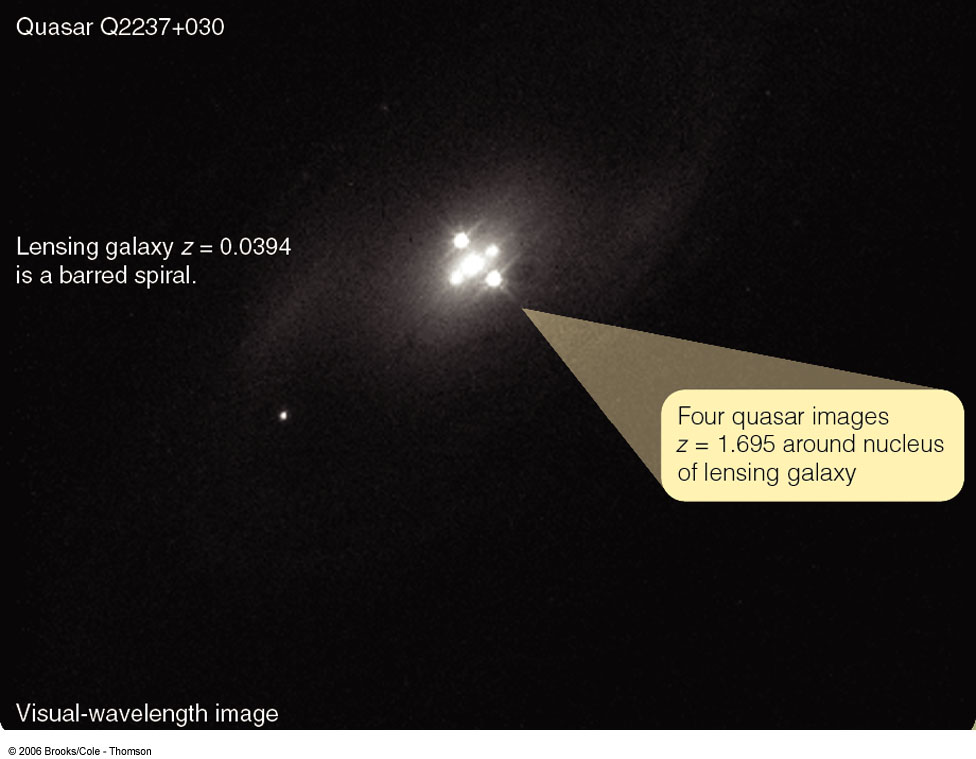 Quasar Q2237+030
Lensing galaxy z = 0.0394
is a barred spiral.
Four quasar images
z = 1.695 around nucleus
of lensing galaxy
Visual-wavelength image
© 2006 Brooks/Cole - Thomson